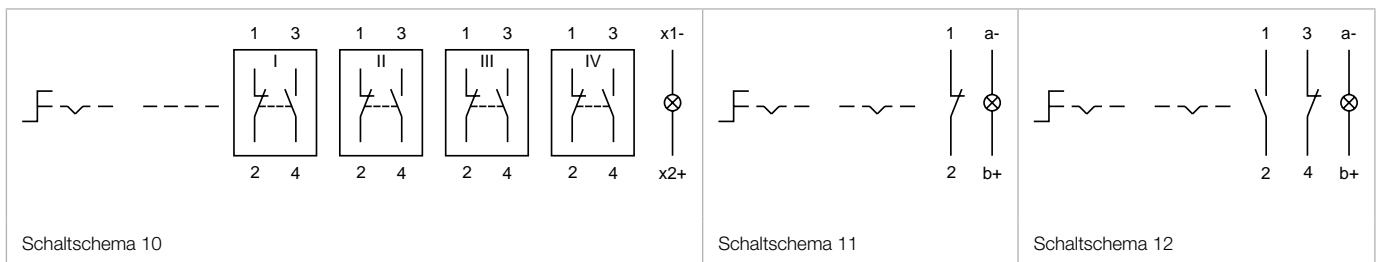 1 3 1 3 1 3 1 3 x1- 1 a- 1 3 a-
I II III IV
2 4 2 4 2 4 2 4 x2+ 2 b+ 2 4 b+
Schaltschema 10 Schaltschema 11 Schaltschema 12